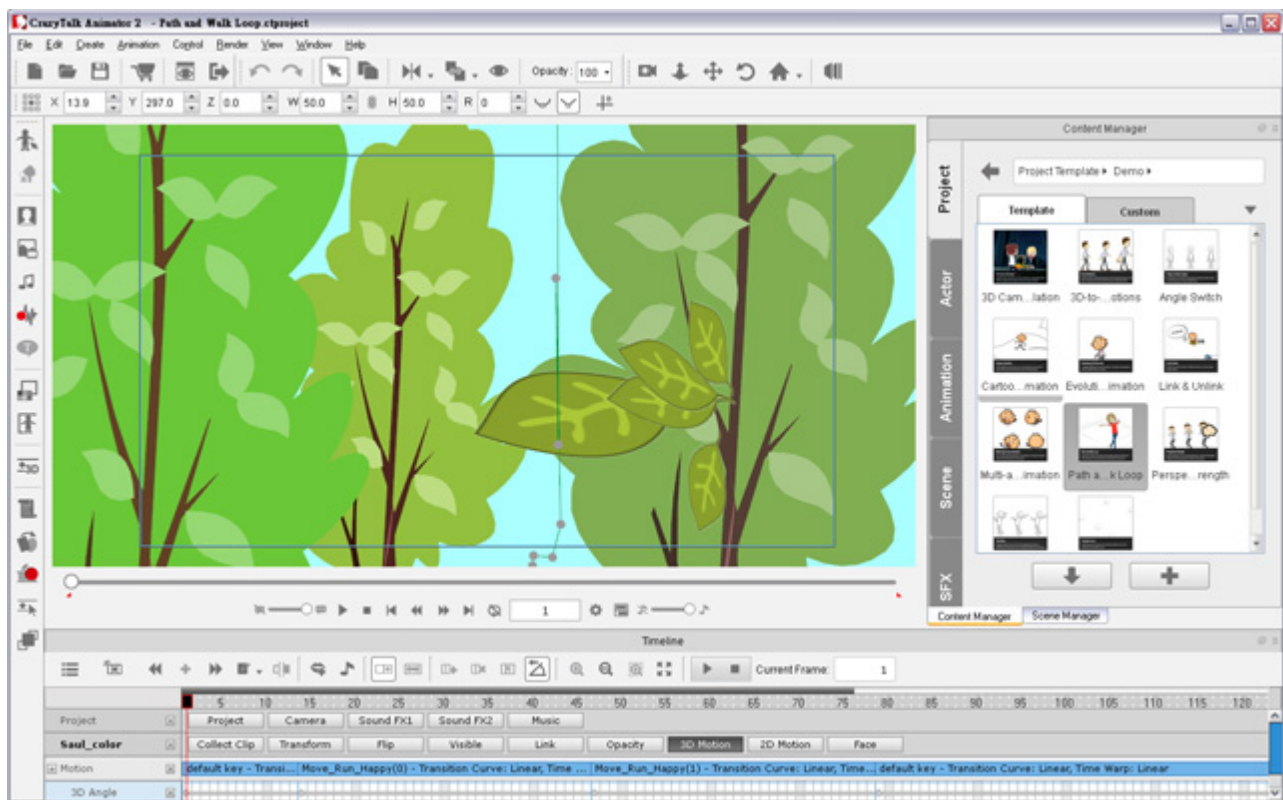 CrazyTalk Animator 2 - Path and Walk Loop.ctproject
File Edit Create Animation Control Render View Window Help
Opacity: 100
X 13.9 Y 297.0 Z 0.0 W 50.0 H 50.0 R 0
Content Manager
Project
Actor
Animation
Scene
SFX
Project Template Demo
Template Custom
3D Cam...lation 3D-to-...otions Angle Switch
Cartoo...mation Evoluti...imation Link & Unlink
Multi-a...imation Path a...k Loop Perspe...rength
3D
1
Content Manager Scene Manager
Timeline
Current Frame: 1
5 10 15 20 25 30 35 40 45 50 55 60 65 70 75 80 85 90 95 100 105 110 115 120
Project Project Camera Sound FX1 Sound FX2 Music
Saul_color Collect Clip Transform Flip Visible Link Opacity 3D Motion 2D Motion Face
Motion default key - Transi... Move_Run_Happy(0) - Transition Curve: Linear, Time ... Move_Run_Happy(1) - Transition Curve: Linear, Time... default key - Transition Curve: Linear, Time Warp: Linear
3D Angle